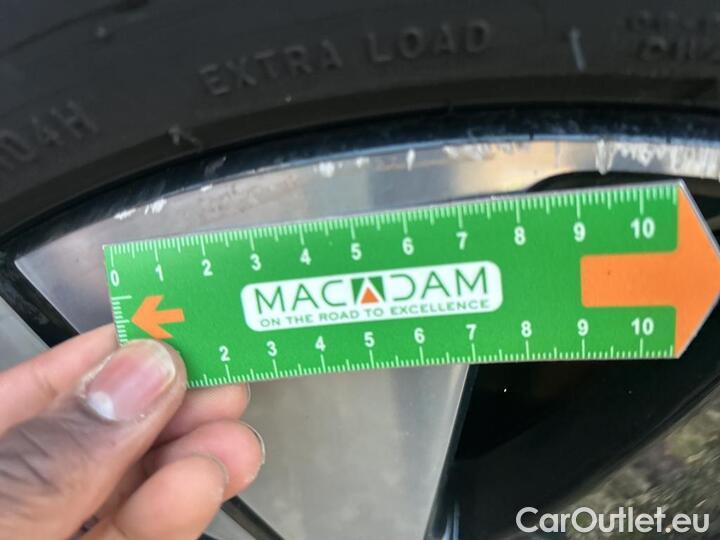 EXTRA LOAD
04H
0 1 2 3 4 5 6 7 8 9 10
MACADAM
ON THE ROAD TO EXCELLENCE
2 3 4 5 6 7 8 9 10
CarOutlet.eu